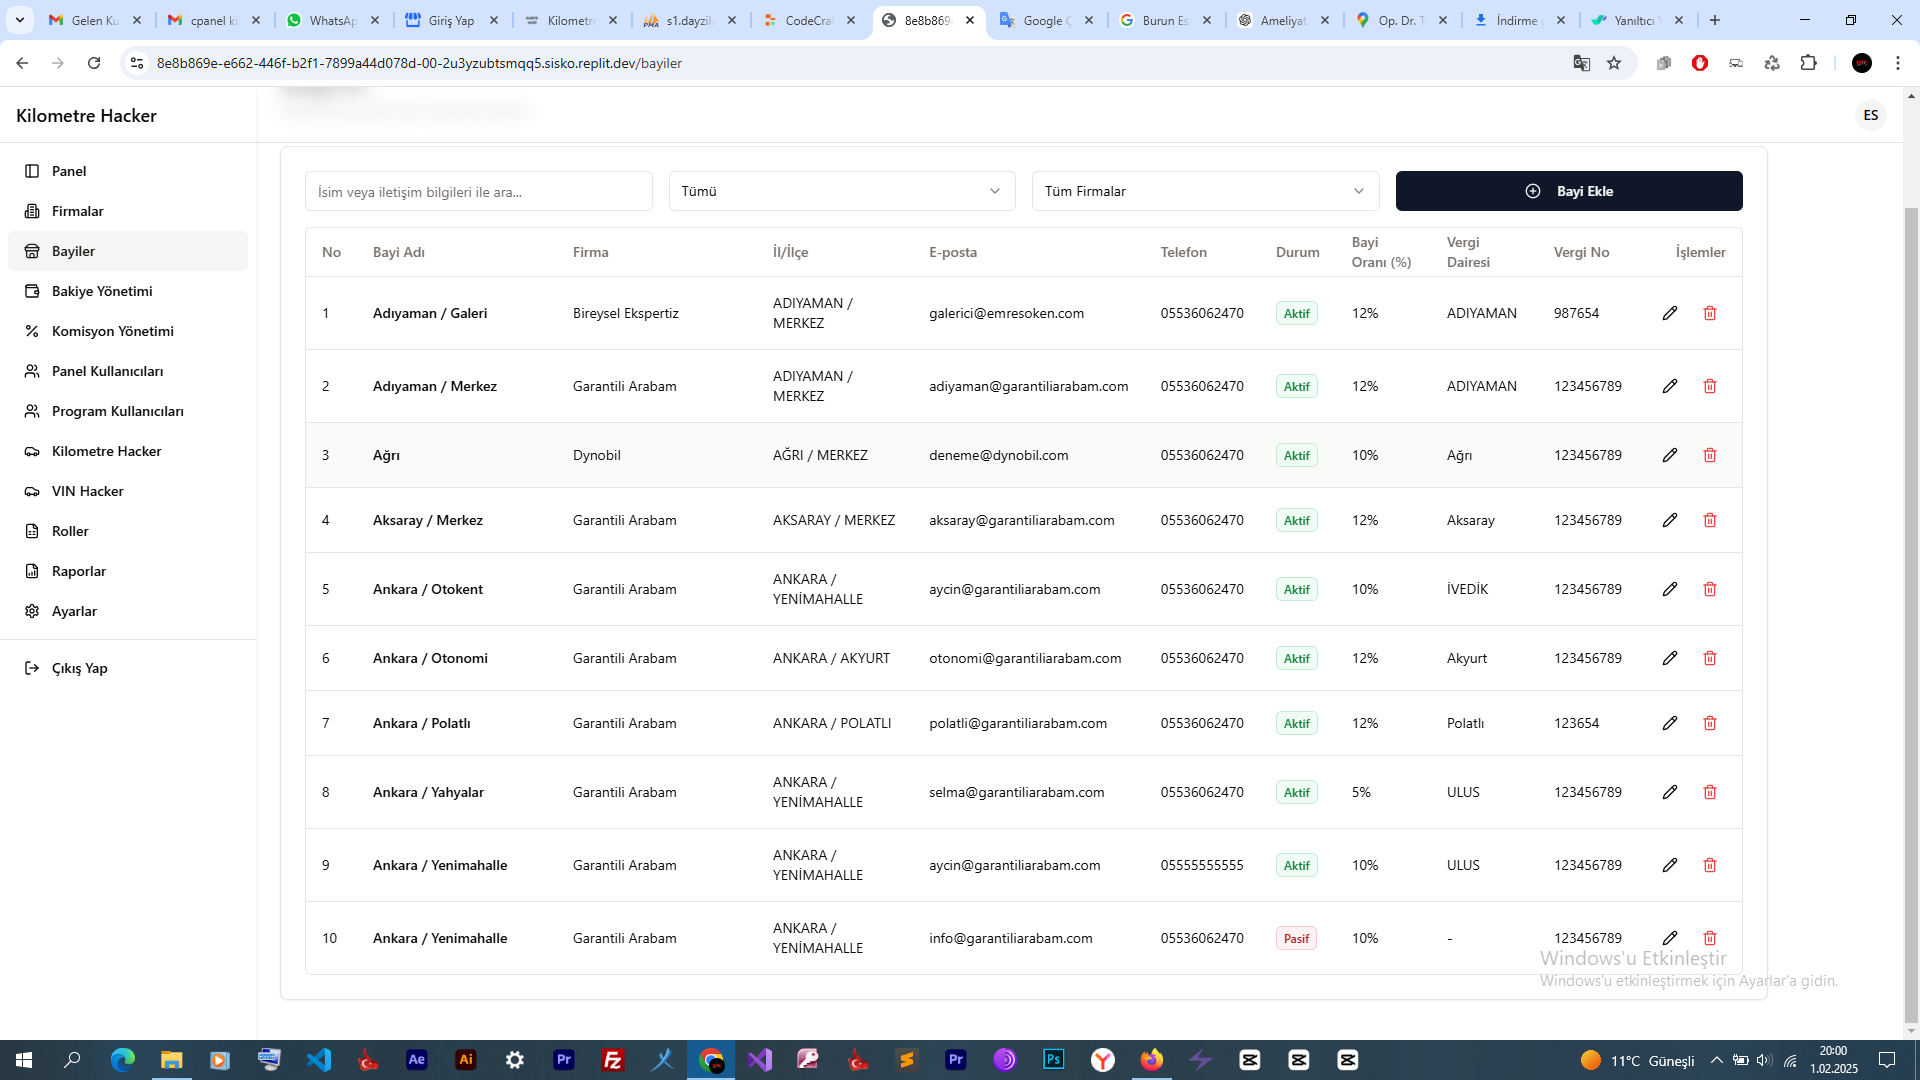 Gelen Ku
cpanel ki
WhatsAp
Giriş Yap
Kilometre
s1.dayzil
CodeCraf
8e8b869
Google Ç
Burun Es
Ameliyat
Op. Dr. T
İndirme
Yanıltıcı
8e8b869e-e662-446f-b2f1-7899a44d078d-00-2u3yzubtsmqq5.sisko.replit.dev/bayiler
Kilometre Hacker
ES
Panel
Firmalar
Bayiler
Bakiye Yönetimi
Komisyon Yönetimi
Panel Kullanıcıları
Program Kullanıcıları
Kilometre Hacker
VIN Hacker
Roller
Raporlar
Ayarlar
Çıkış Yap
İsim veya iletişim bilgileri ile ara...
Tümü
Tüm Firmalar
Bayi Ekle
No Bayi Adı Firma İl/İlçe E-posta Telefon Durum Bayi Oranı (%) Vergi Dairesi Vergi No İşlemler
1 Adıyaman / Galeri Bireysel Ekspertiz ADIYAMAN / MERKEZ galerici@emresoken.com 05536062470 Aktif 12% ADIYAMAN 987654
2 Adıyaman / Merkez Garantili Arabam ADIYAMAN / MERKEZ adiyaman@garantiliarabam.com 05536062470 Aktif 12% ADIYAMAN 123456789
3 Ağrı Dynobil AĞRI / MERKEZ deneme@dynobil.com 05536062470 Aktif 10% Ağrı 123456789
4 Aksaray / Merkez Garantili Arabam AKSARAY / MERKEZ aksaray@garantiliarabam.com 05536062470 Aktif 12% Aksaray 123456789
5 Ankara / Otokent Garantili Arabam ANKARA / YENİMAHALLE aycin@garantiliarabam.com 05536062470 Aktif 10% İVEDİK 123456789
6 Ankara / Otonomi Garantili Arabam ANKARA / AKYURT otonomi@garantiliarabam.com 05536062470 Aktif 12% Akyurt 123456789
7 Ankara / Polatlı Garantili Arabam ANKARA / POLATLI polatli@garantiliarabam.com 05536062470 Aktif 12% Polatlı 123654
8 Ankara / Yahyalar Garantili Arabam ANKARA / YENİMAHALLE selma@garantiliarabam.com 05536062470 Aktif 5% ULUS 123456789
9 Ankara / Yenimahalle Garantili Arabam ANKARA / YENİMAHALLE aycin@garantiliarabam.com 05555555555 Aktif 10% ULUS 123456789
10 Ankara / Yenimahalle Garantili Arabam ANKARA / YENİMAHALLE info@garantiliarabam.com 05536062470 Pasif 10% - 123456789
Windows'u Etkinleştir
Windows'u etkinleştirmek için Ayarlar'a gidin.
11°C Güneşli
20:00
1.02.2025